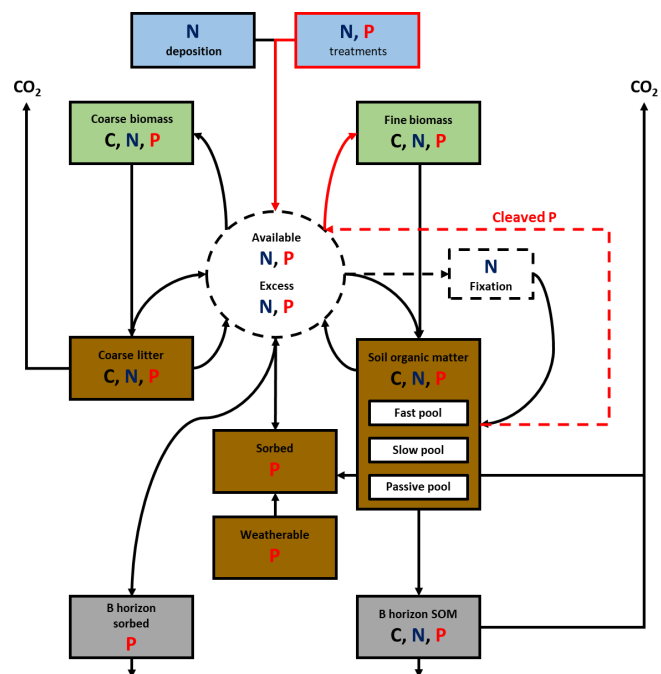 N
deposition
N, P
treatments
CO2
CO2
Coarse biomass
C, N, P
Fine biomass
C, N, P
Cleaved P
Available
N, P
Excess
N, P
N
Fixation
Coarse litter
C, N, P
Soil organic matter
C, N, P
Fast pool
Slow pool
Passive pool
Sorbed
P
Weatherable
P
B horizon
sorbed
P
B horizon SOM
C, N, P